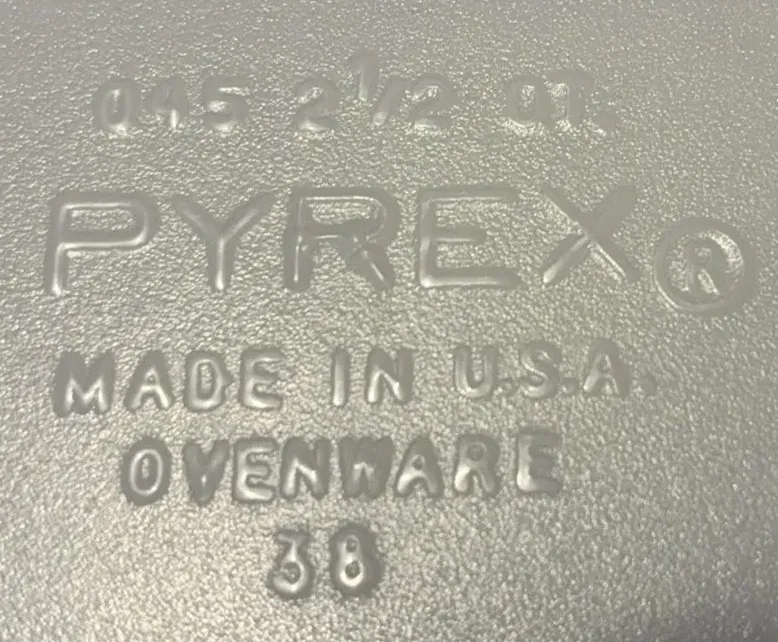 045 2 1/2 QT.
PYREX®
MADE IN U.S.A.
OVENWARE
38